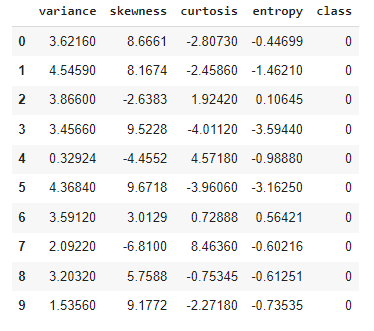 variance skewness curtosis entropy class
0 3.62160 8.6661 -2.80730 -0.44699 0
1 4.54590 8.1674 -2.45860 -1.46210 0
2 3.86600 -2.6383 1.92420 0.10645 0
3 3.45660 9.5228 -4.01120 -3.59440 0
4 0.32924 -4.4552 4.57180 -0.98880 0
5 4.36840 9.6718 -3.96060 -3.16250 0
6 3.59120 3.0129 0.72888 0.56421 0
7 2.09220 -6.8100 8.46360 -0.60216 0
8 3.20320 5.7588 -0.75345 -0.61251 0
9 1.53560 9.1772 -2.27180 -0.73535 0